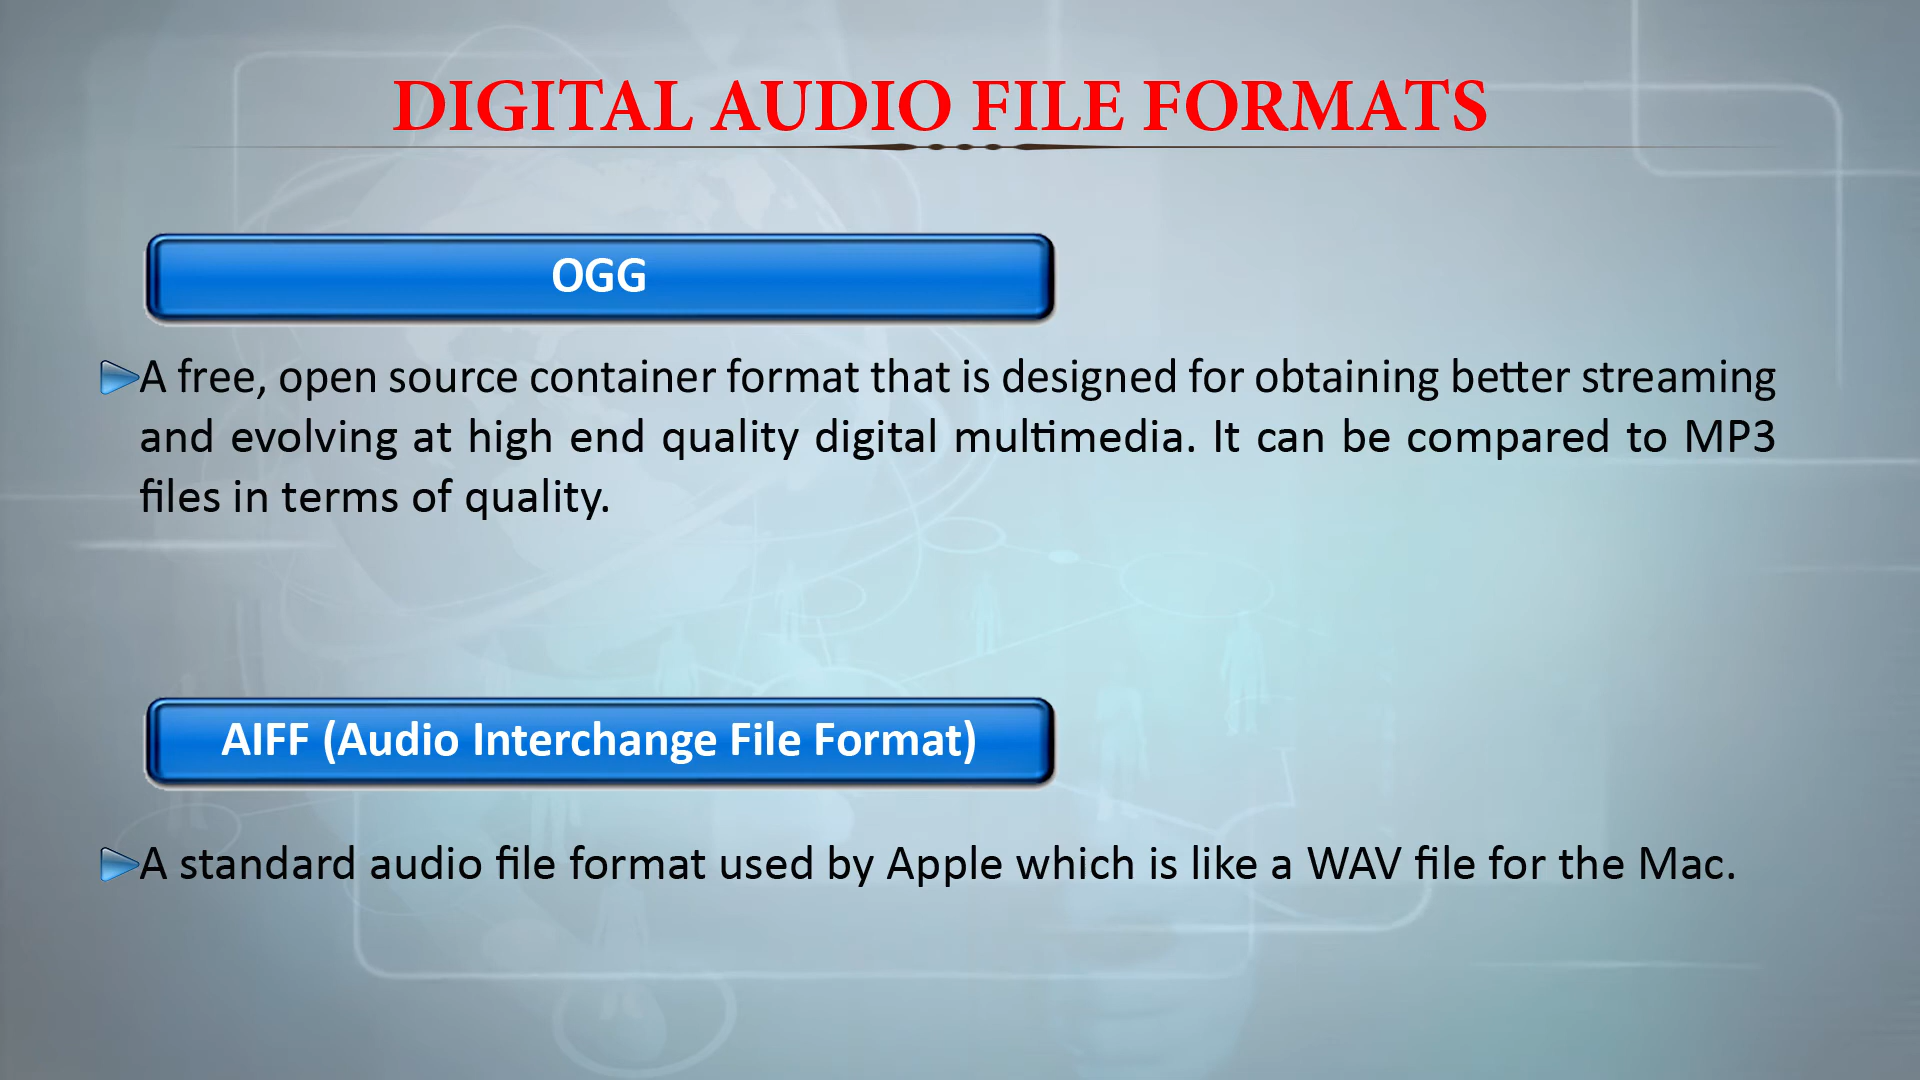 DIGITAL AUDIO FILE FORMATS
OGG
A free, open source container format that is designed for obtaining better streaming
and evolving at high end quality digital multimedia. It can be compared to MP3
files in terms of quality.
AIFF (Audio Interchange File Format)
A standard audio file format used by Apple which is like a WAV file for the Mac.